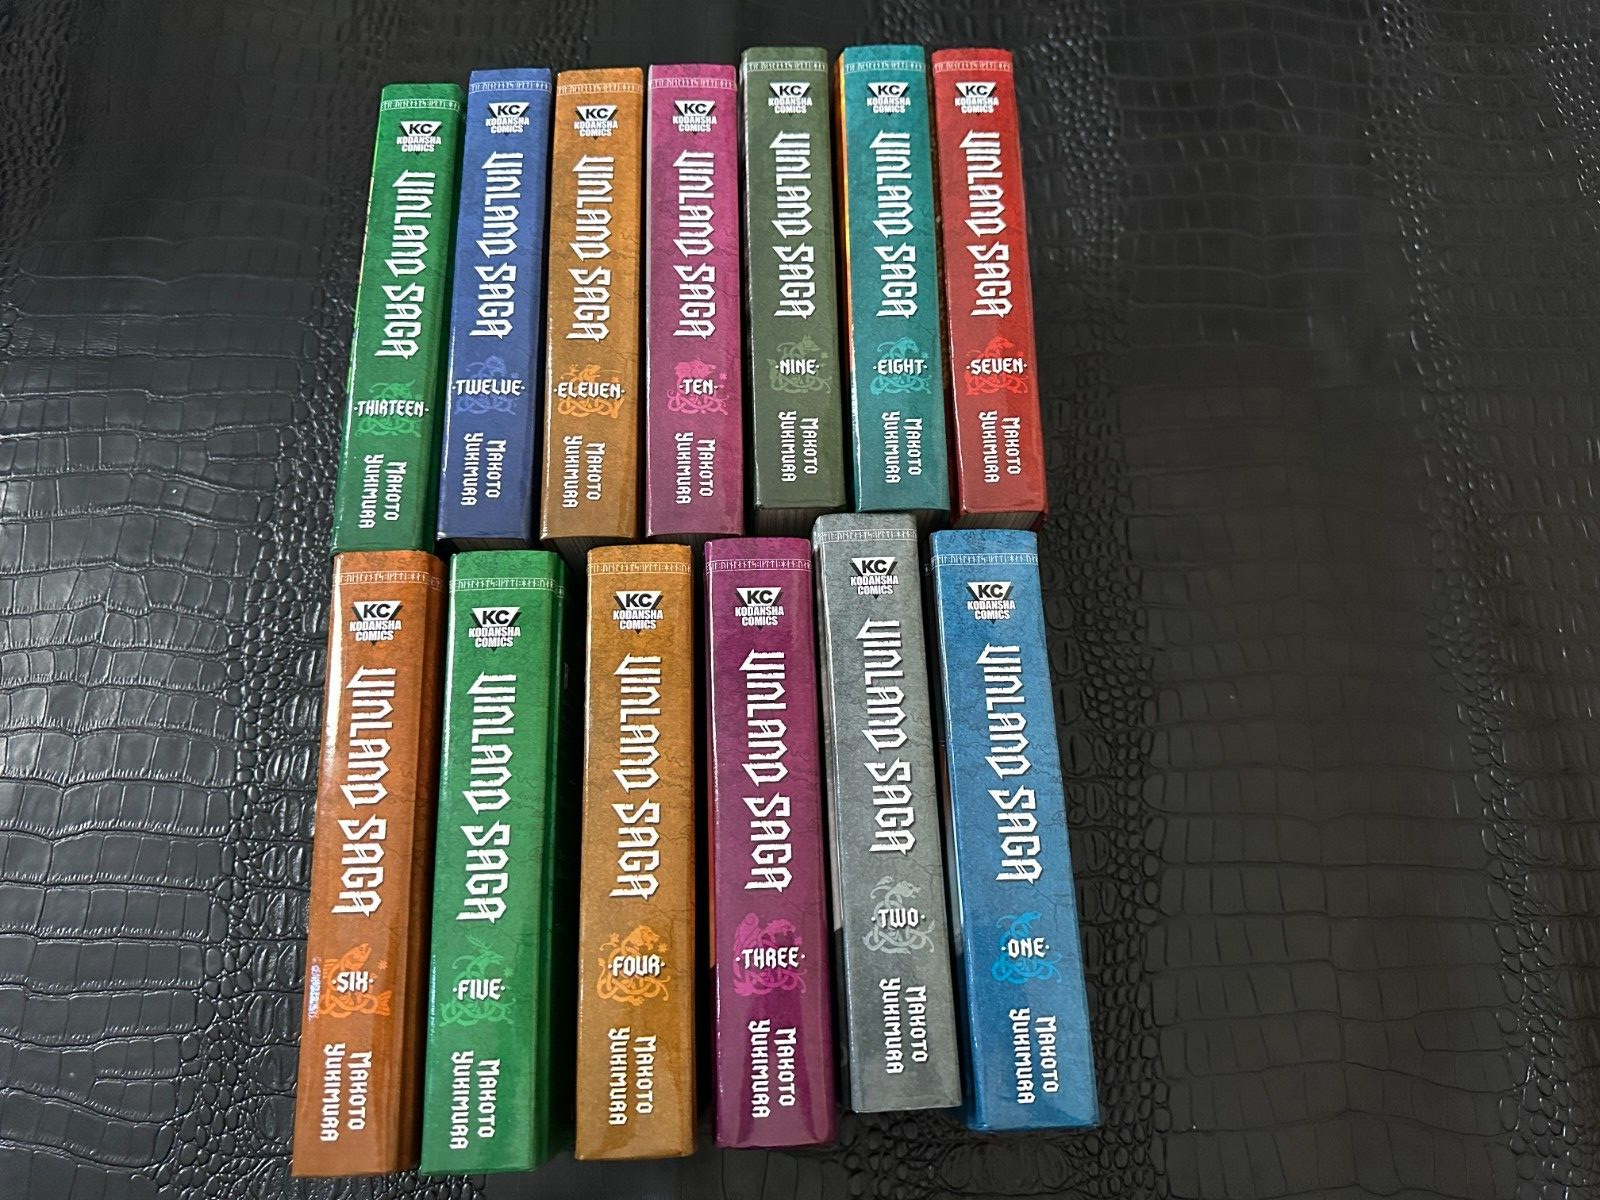 KC
KODANSHA
COMICS
VINLAND SAGA
·THIRTEEN·
MAKOTO
YUKIMURA
KC
KODANSHA
COMICS
VINLAND SAGA
·TWELVE·
MAKOTO
YUKIMURA
KC
KODANSHA
COMICS
VINLAND SAGA
·ELEVEN·
MAKOTO
YUKIMURA
KC
KODANSHA
COMICS
VINLAND SAGA
·TEN·
MAKOTO
YUKIMURA
KC
KODANSHA
COMICS
VINLAND SAGA
·NINE·
MAKOTO
YUKIMURA
KC
KODANSHA
COMICS
VINLAND SAGA
·EIGHT·
MAKOTO
YUKIMURA
KC
KODANSHA
COMICS
VINLAND SAGA
·SEVEN·
MAKOTO
YUKIMURA
KC
KODANSHA
COMICS
VINLAND SAGA
·SIX·
MAKOTO
YUKIMURA
KC
KODANSHA
COMICS
VINLAND SAGA
·FIVE·
MAKOTO
YUKIMURA
KC
KODANSHA
COMICS
VINLAND SAGA
·FOUR·
MAKOTO
YUKIMURA
KC
KODANSHA
COMICS
VINLAND SAGA
·THREE·
MAKOTO
YUKIMURA
KC
KODANSHA
COMICS
VINLAND SAGA
·TWO·
MAKOTO
YUKIMURA
KC
KODANSHA
COMICS
VINLAND SAGA
·ONE·
MAKOTO
YUKIMURA